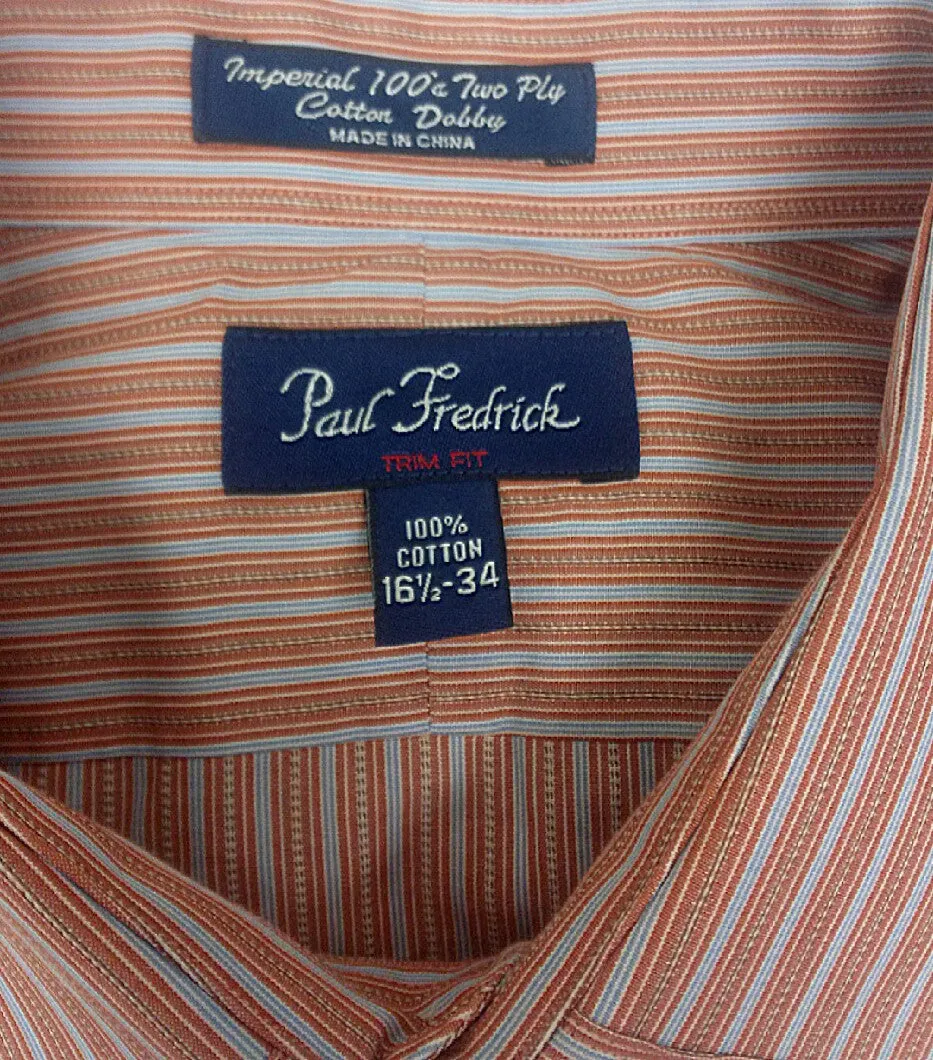 Imperial 100's Two Ply
Cotton Dobby
MADE IN CHINA
Paul Fredrick
TRIM FIT
100%
COTTON
16½-34